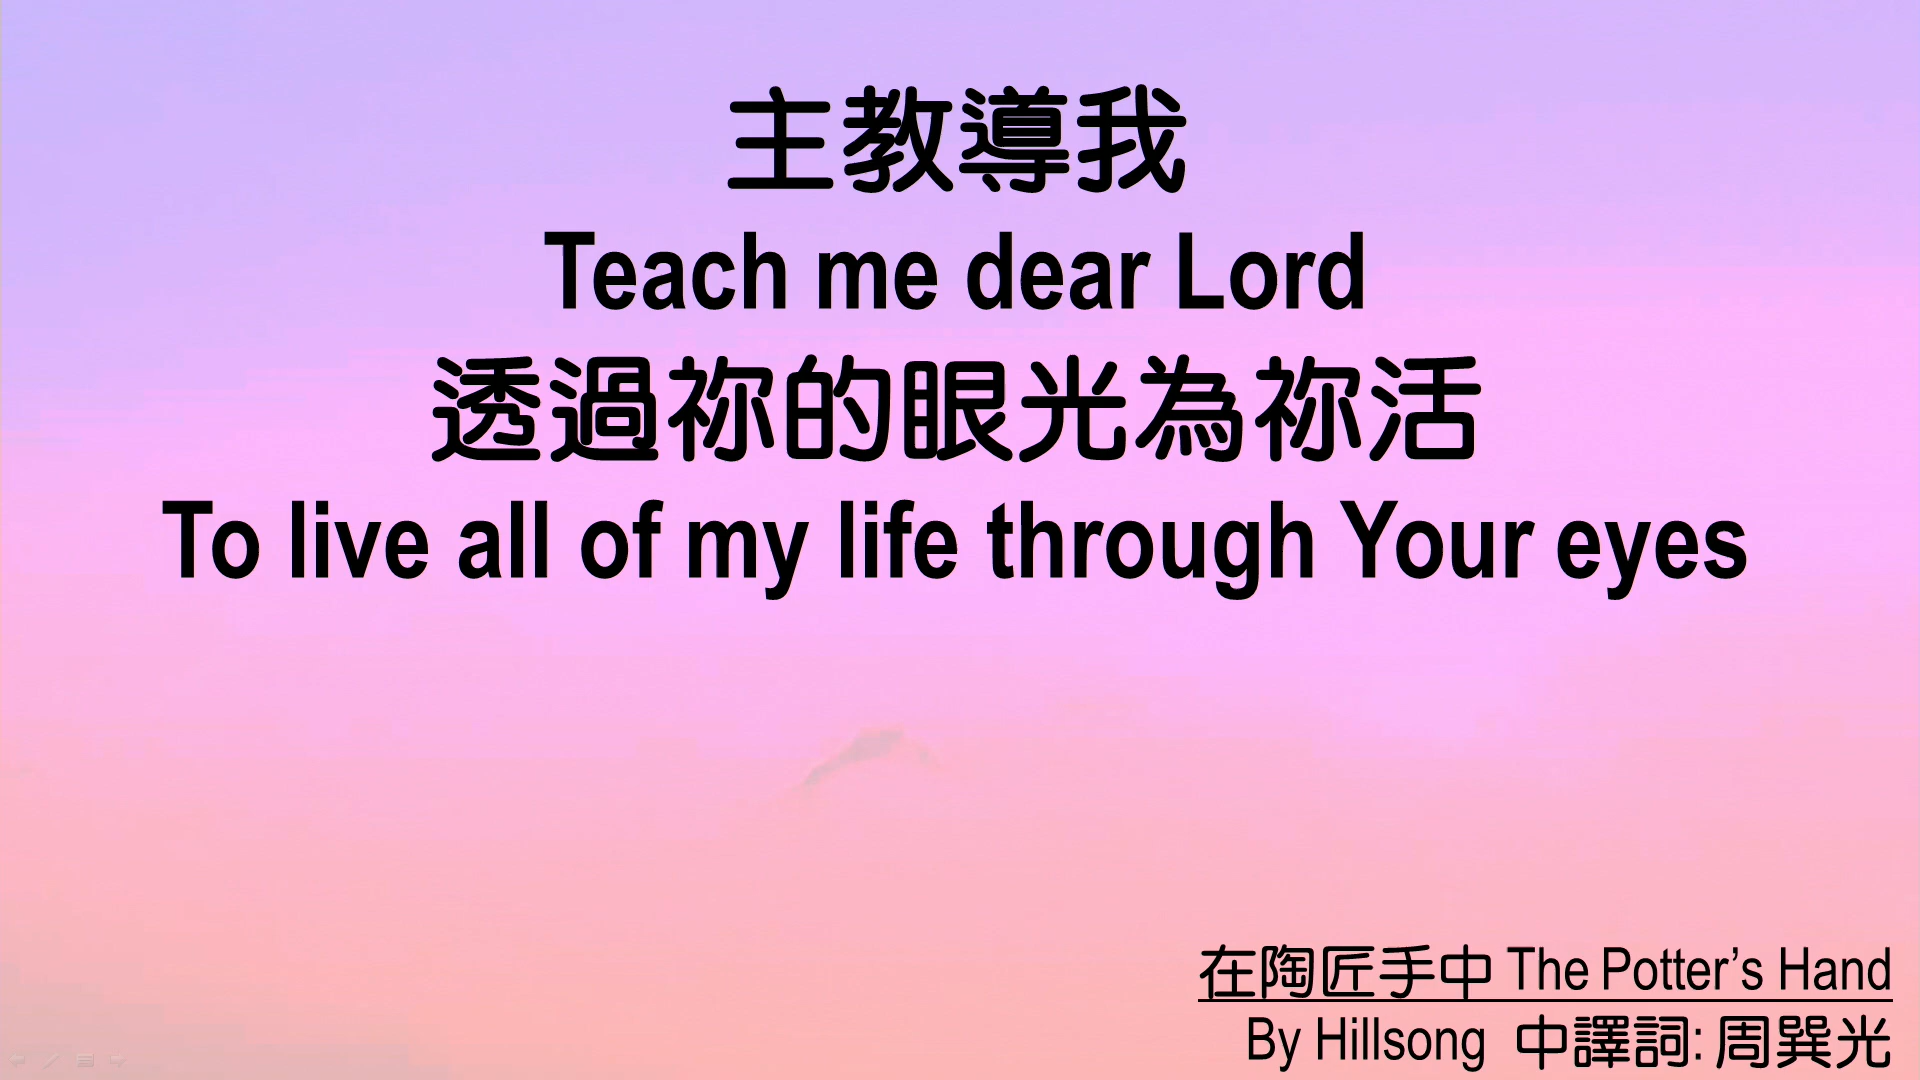 主教導我
Teach me dear Lord
透過祢的眼光為祢活
To live all of my life through Your eyes
在陶匠手中 The Potter’s Hand
By Hillsong 中譯詞: 周巽光